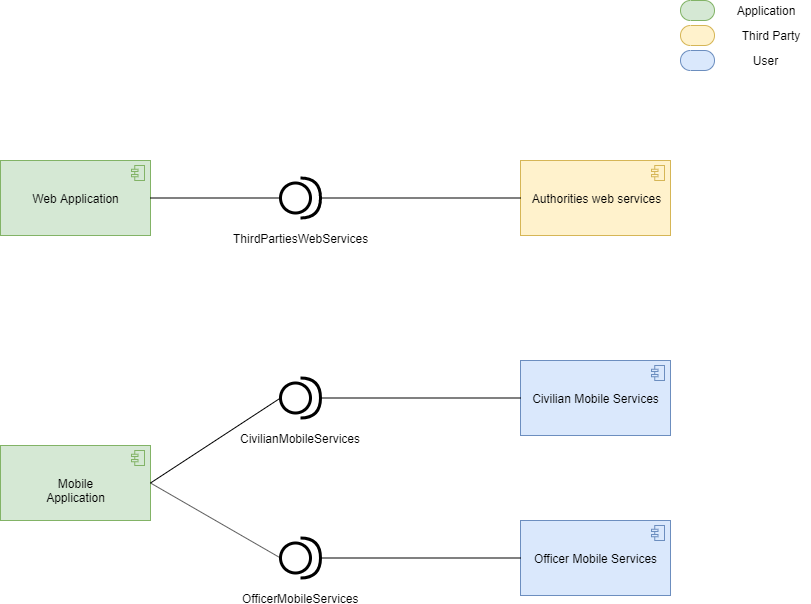 Application
Third Party
User
Web Application
Authorities web services
ThirdPartiesWebServices
Civilian Mobile Services
CivilianMobileServices
Mobile
Application
Officer Mobile Services
OfficerMobileServices